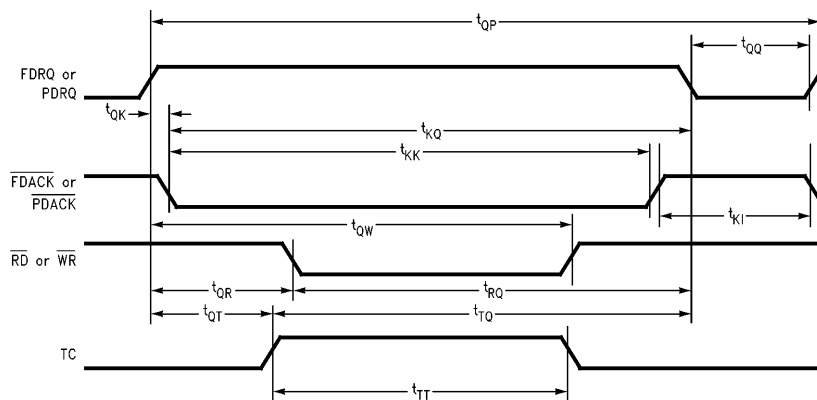 tQP
FDRQ or
PDRQ
tQQ
tQK
tKQ
tKK
FDACK or
PDACK
tKI
tQW
RD or WR
tQR
tRQ
tQT
tTQ
TC
tTT